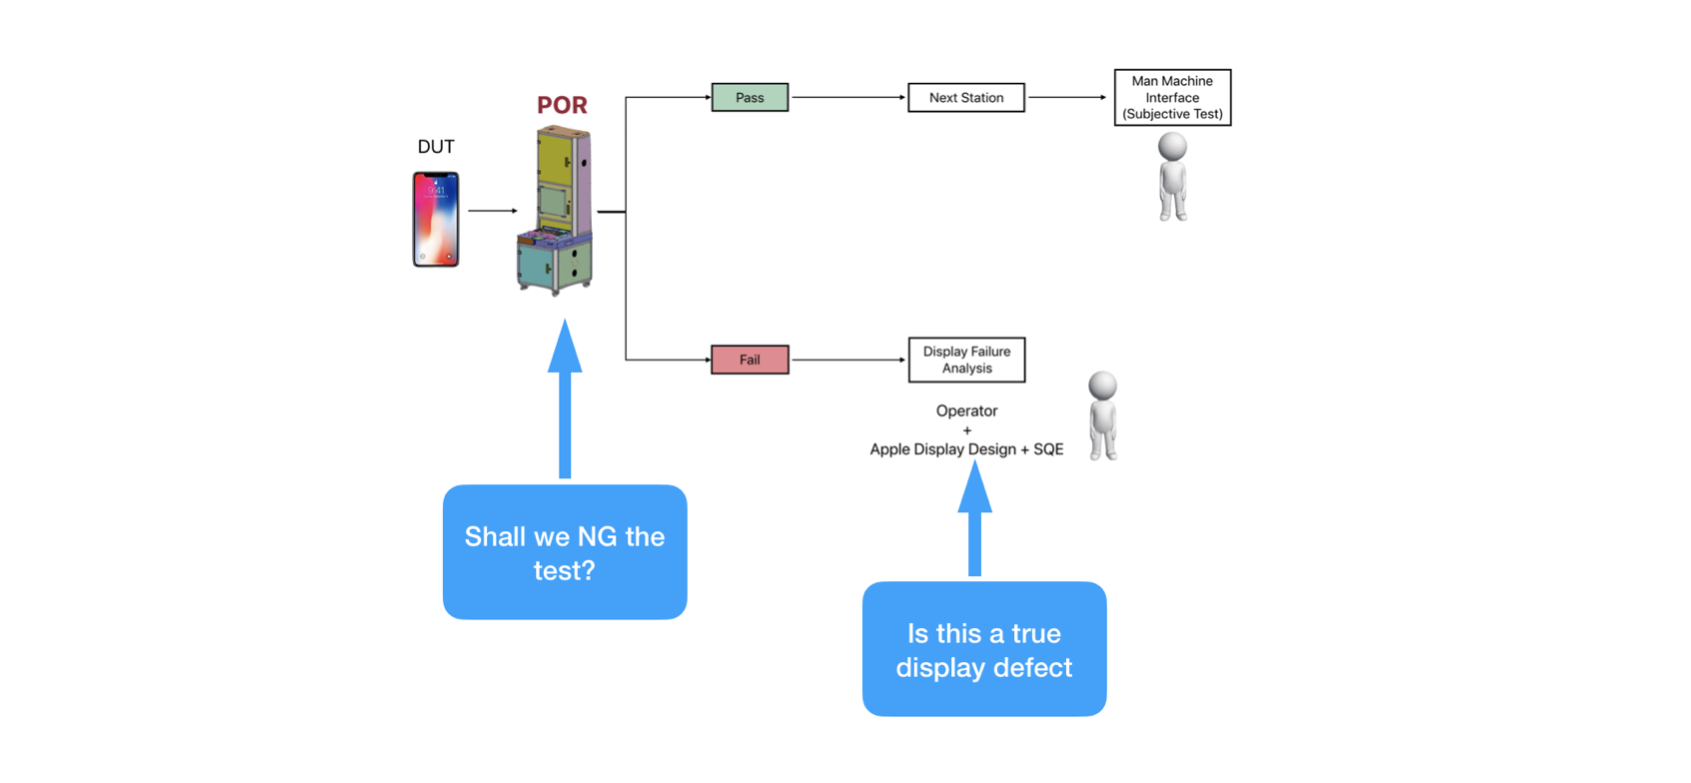 POR
DUT
9:41
Pass
Next Station
Man Machine
Interface
(Subjective Test)
Fail
Display Failure
Analysis
Operator
+
Apple Display Design + SQE
Shall we NG the
test?
Is this a true
display defect